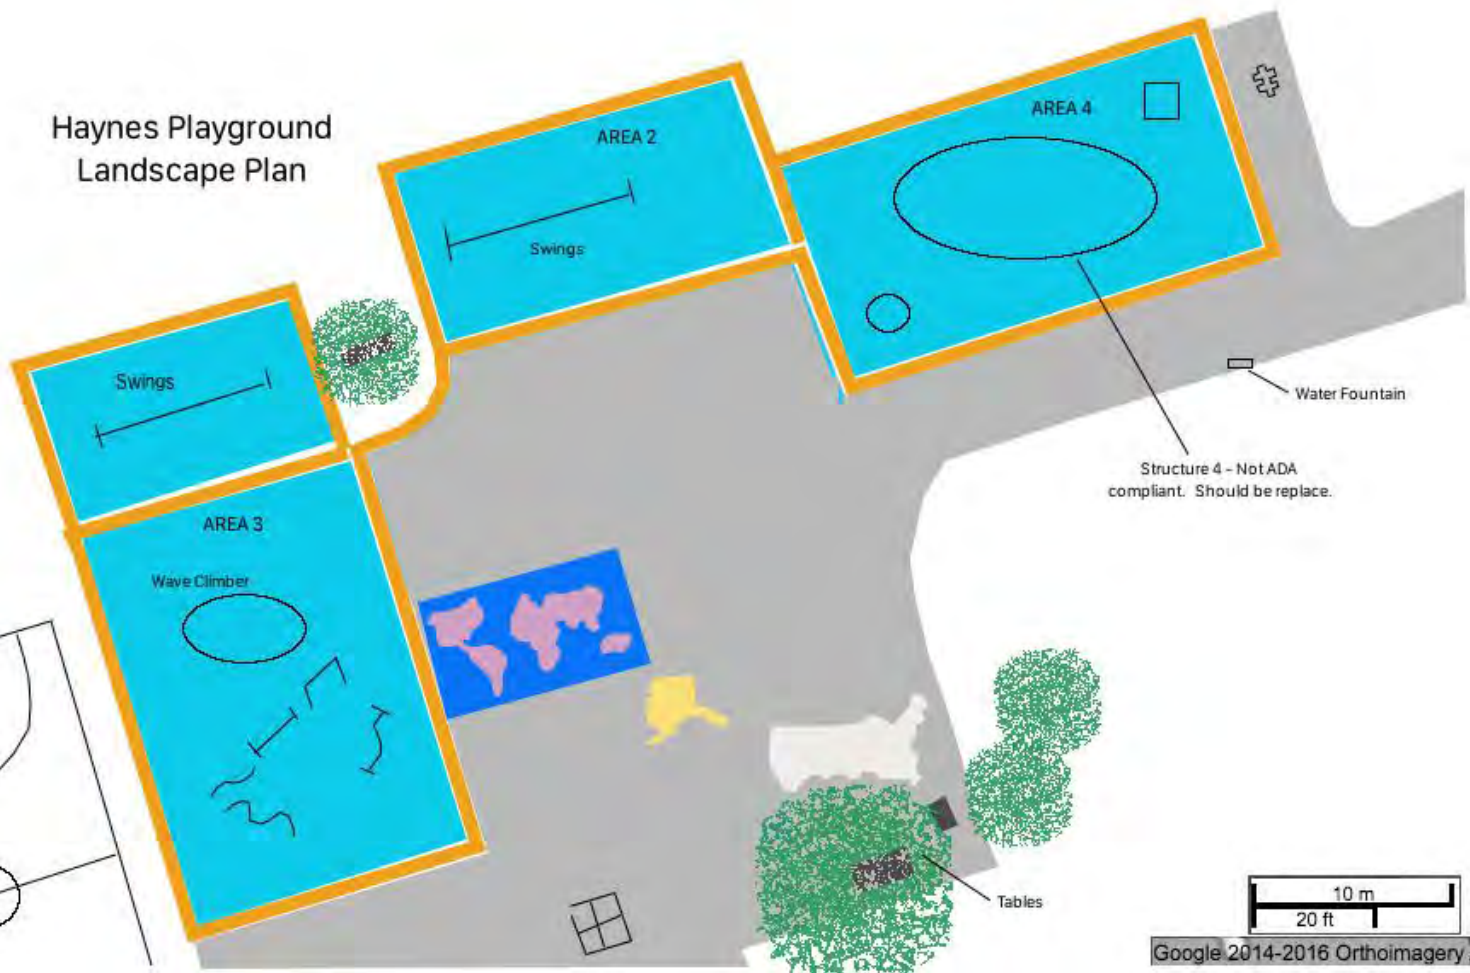 Haynes Playground
Landscape Plan
AREA 2
Swings
AREA 4
Swings
AREA 3
Wave Climber
Water Fountain
Structure 4 - Not ADA
compliant. Should be replace.
Tables
10 m
20 ft
Google 2014-2016 Orthoimagery